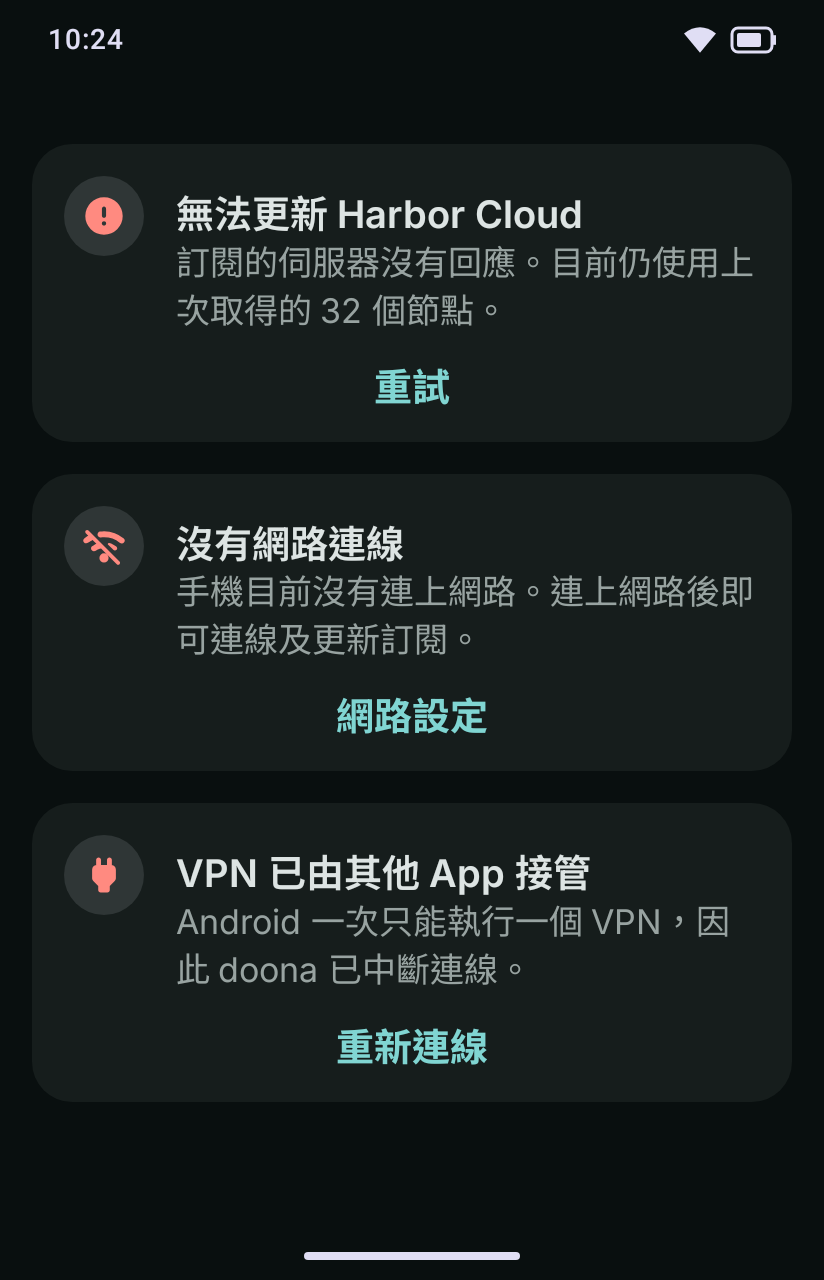 10:24
無法更新 Harbor Cloud
訂閱的伺服器沒有回應。目前仍使用上
次取得的 32 個節點。
重試
沒有網路連線
手機目前沒有連上網路。連上網路後即
可連線及更新訂閱。
網路設定
VPN 已由其他 App 接管
Android 一次只能執行一個 VPN，因
此 doona 已中斷連線。
重新連線